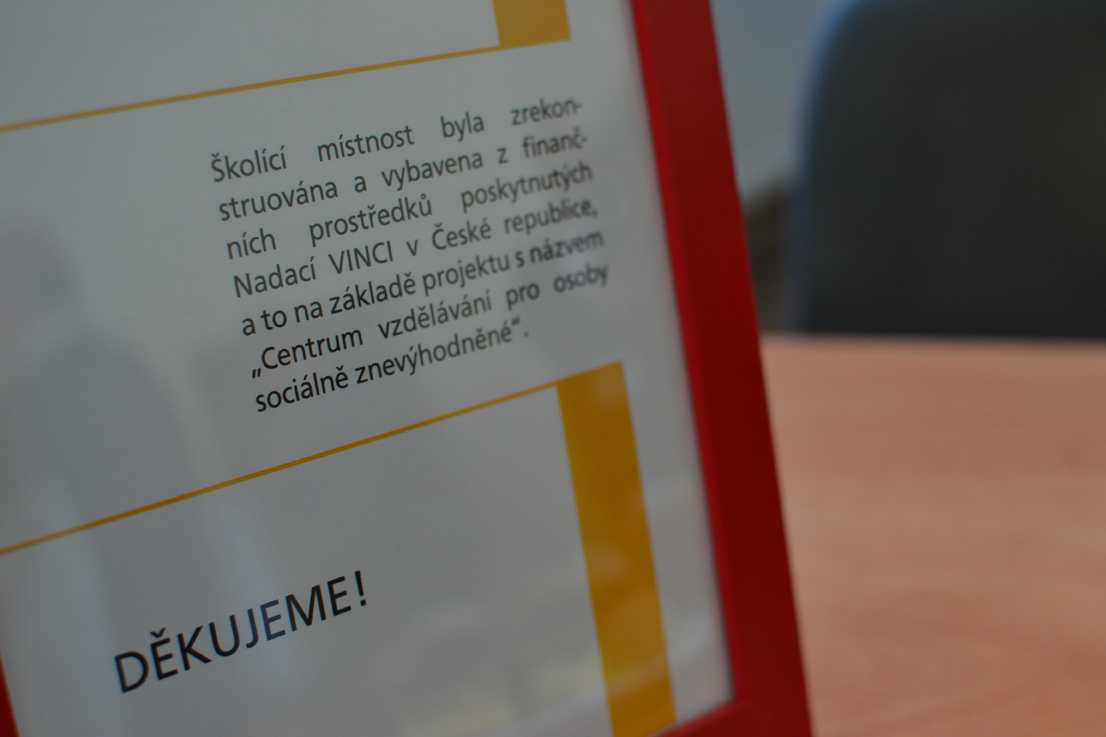 Školící místnost byla zrekon-
struována a vybavena z finanč-
ních prostředků poskytnutých
Nadací VINCI v České republice,
a to na základě projektu s názvem
„Centrum vzdělávání pro osoby
sociálně znevýhodněné“.
DĚKUJEME!